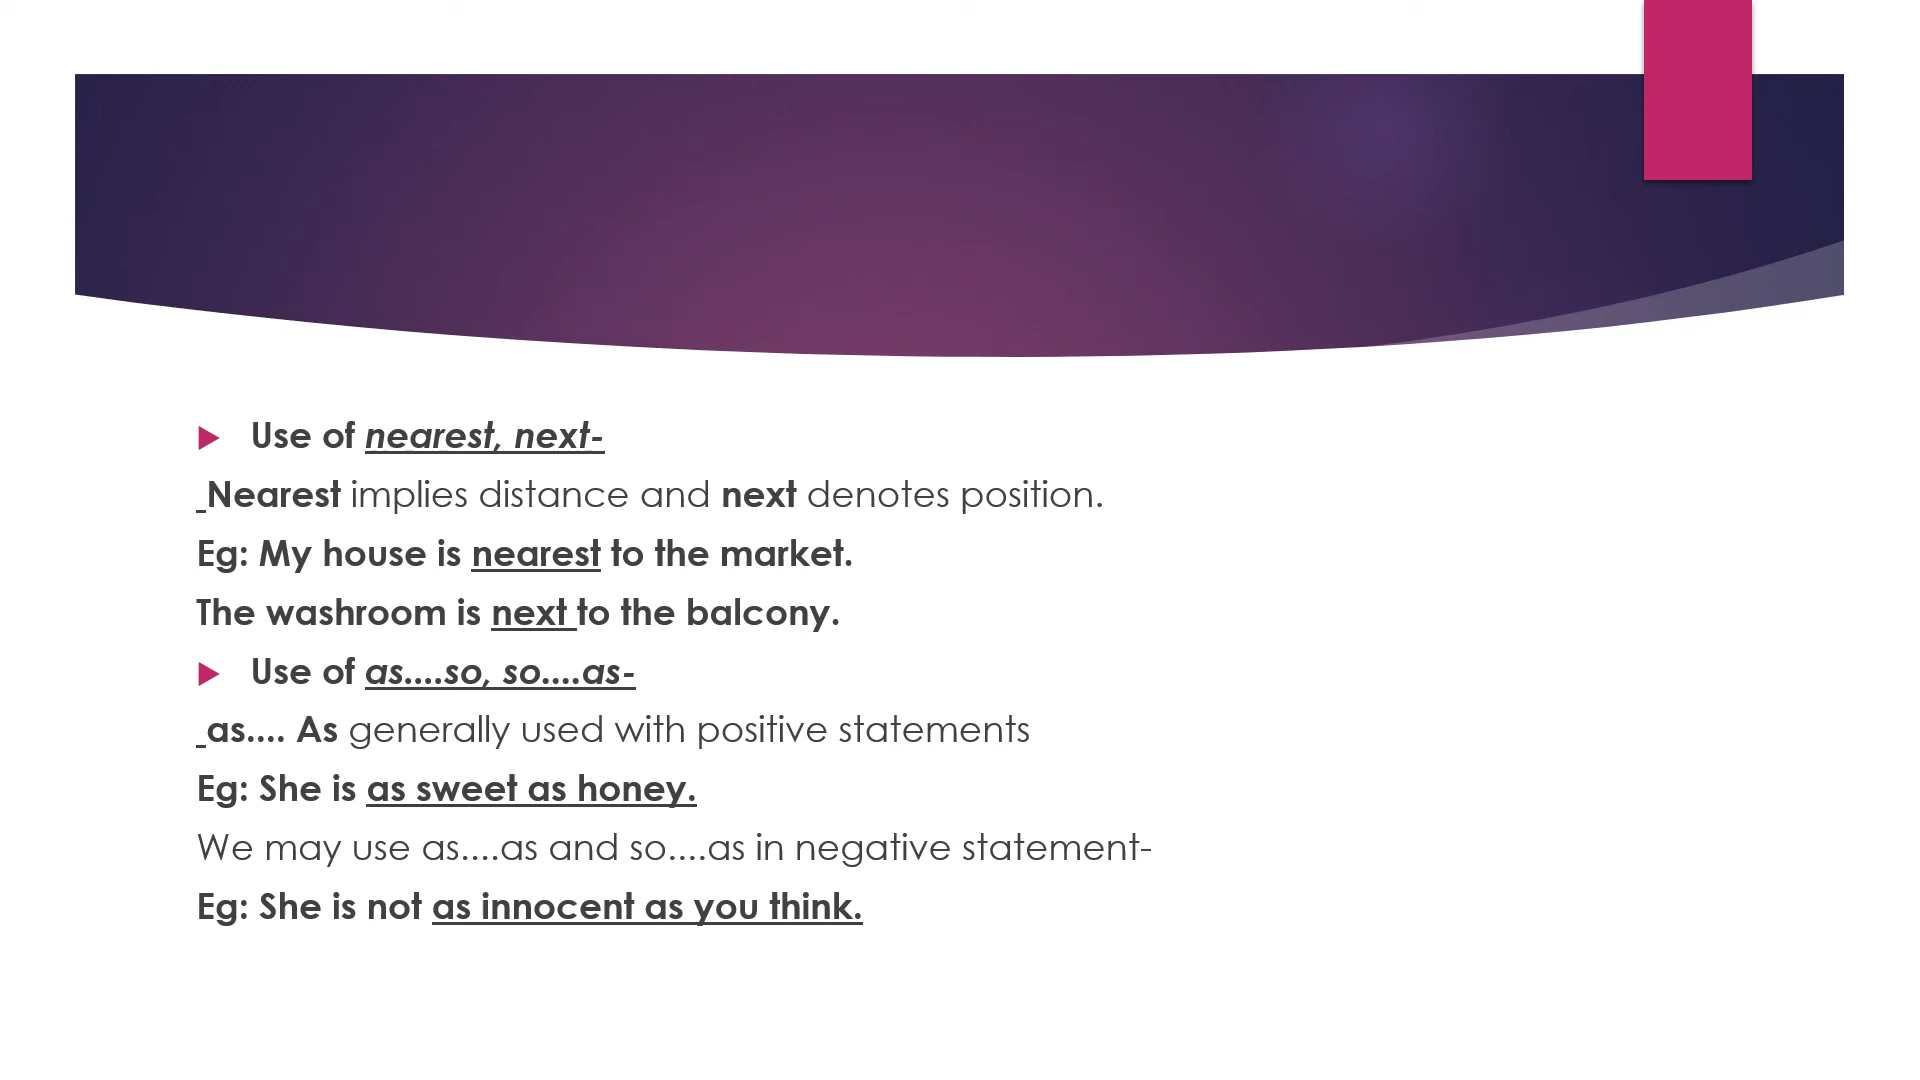 Use of nearest, next-
Nearest implies distance and next denotes position.
Eg: My house is nearest to the market.
The washroom is next to the balcony.
Use of as....so, so....as-
as.... As generally used with positive statements
Eg: She is as sweet as honey.
We may use as....as and so....as in negative statement-
Eg: She is not as innocent as you think.